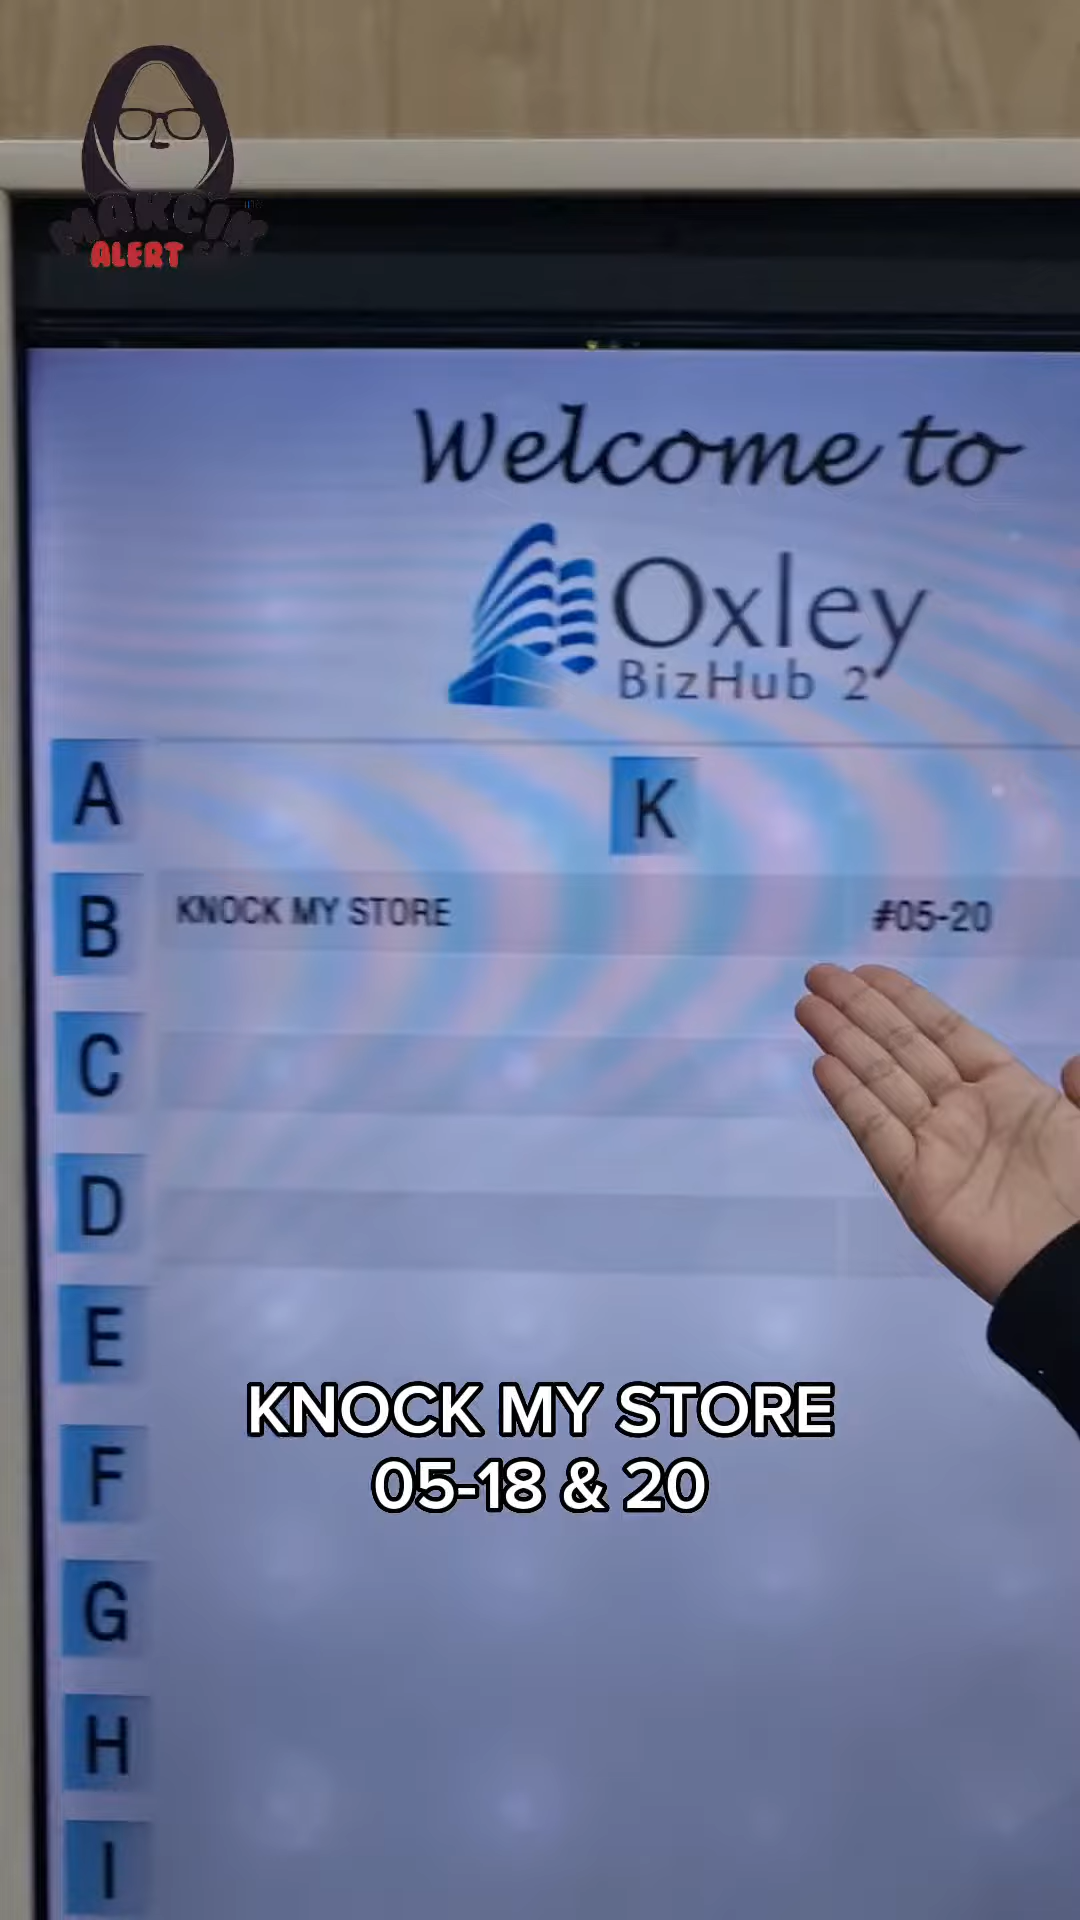 MAKCIK
ALERT
Welcome to
Oxley
BizHub 2
A
K
B
KNOCK MY STORE
#05-20
C
D
E
F
G
H
I
KNOCK MY STORE
05-18 & 20